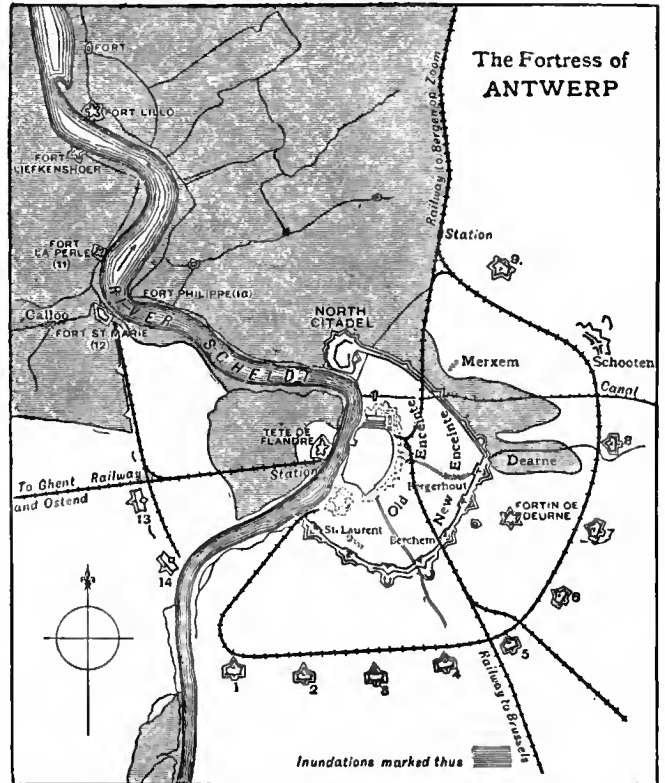 The Fortress of
ANTWERP
FORT
FORT LILLO
FORT
LIEFKENSHOER
Railway to Bergen op Zoom
Station
FORT
LA PERLE
(11)
9.
FORT PHILIPPE (10)
RIVER SCHELDT
Calloo
FORT ST. MARIE
(12)
NORTH
CITADEL
Merxem
Schooten
Canal
TETE DE
FLANDRE
Enceinte
Enceinte
8
To Ghent Railway
and Ostend
Station
Dearne
Bergerhout
Old
New
13
FORTIN DE
DEURNE
St. Laurent
Berchem
14
6
5
1
2
3
4
Railway to Brussels
Inundations marked thus